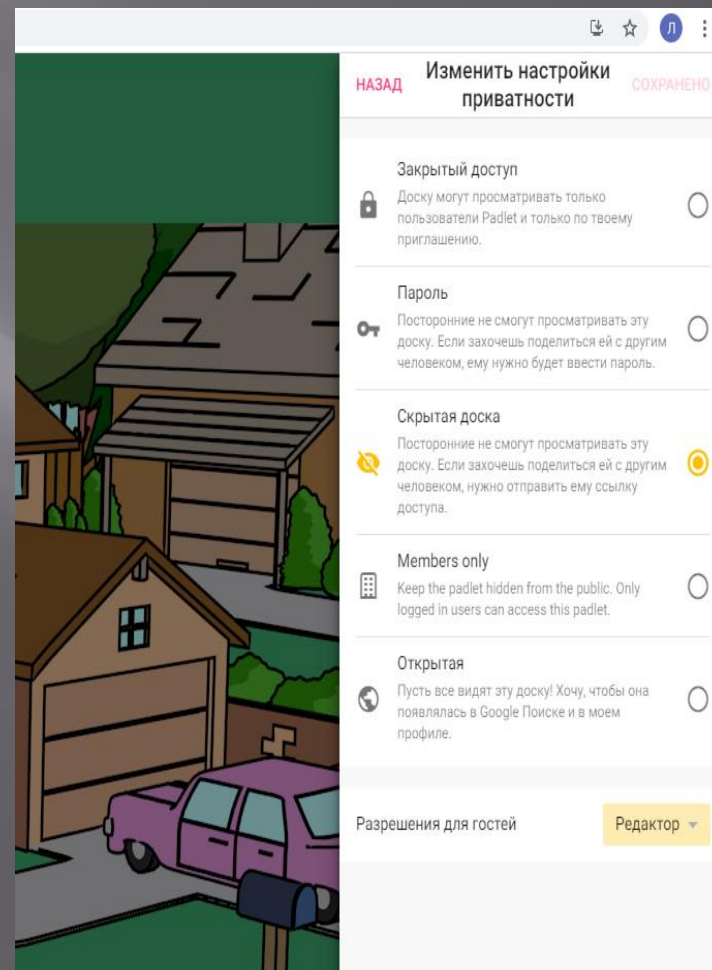 Л
НАЗАД
Изменить настройки
приватности
СОХРАНЕНО
Закрытый доступ
Доску могут просматривать только
пользователи Padlet и только по твоему
приглашению.
Пароль
Посторонние не смогут просматривать эту
доску. Если захочешь поделиться ей с другим
человеком, ему нужно будет ввести пароль.
Скрытая доска
Посторонние не смогут просматривать эту
доску. Если захочешь поделиться ей с другим
человеком, нужно отправить ему ссылку
доступа.
Members only
Keep the padlet hidden from the public. Only
logged in users can access this padlet.
Открытая
Пусть все видят эту доску! Хочу, чтобы она
появлялась в Google Поиске и в моем
профиле.
Разрешения для гостей
Редактор